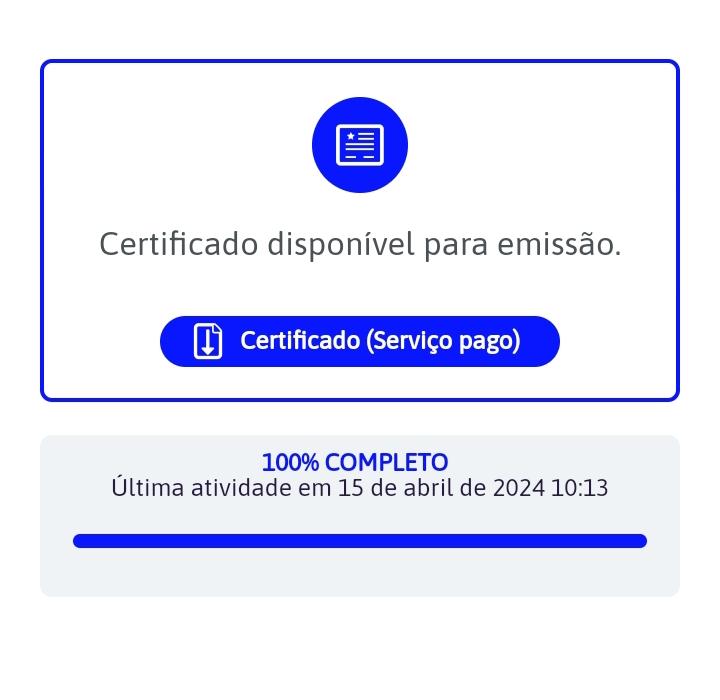 Certificado disponível para emissão.
Certificado (Serviço pago)
100% COMPLETO
Última atividade em 15 de abril de 2024 10:13